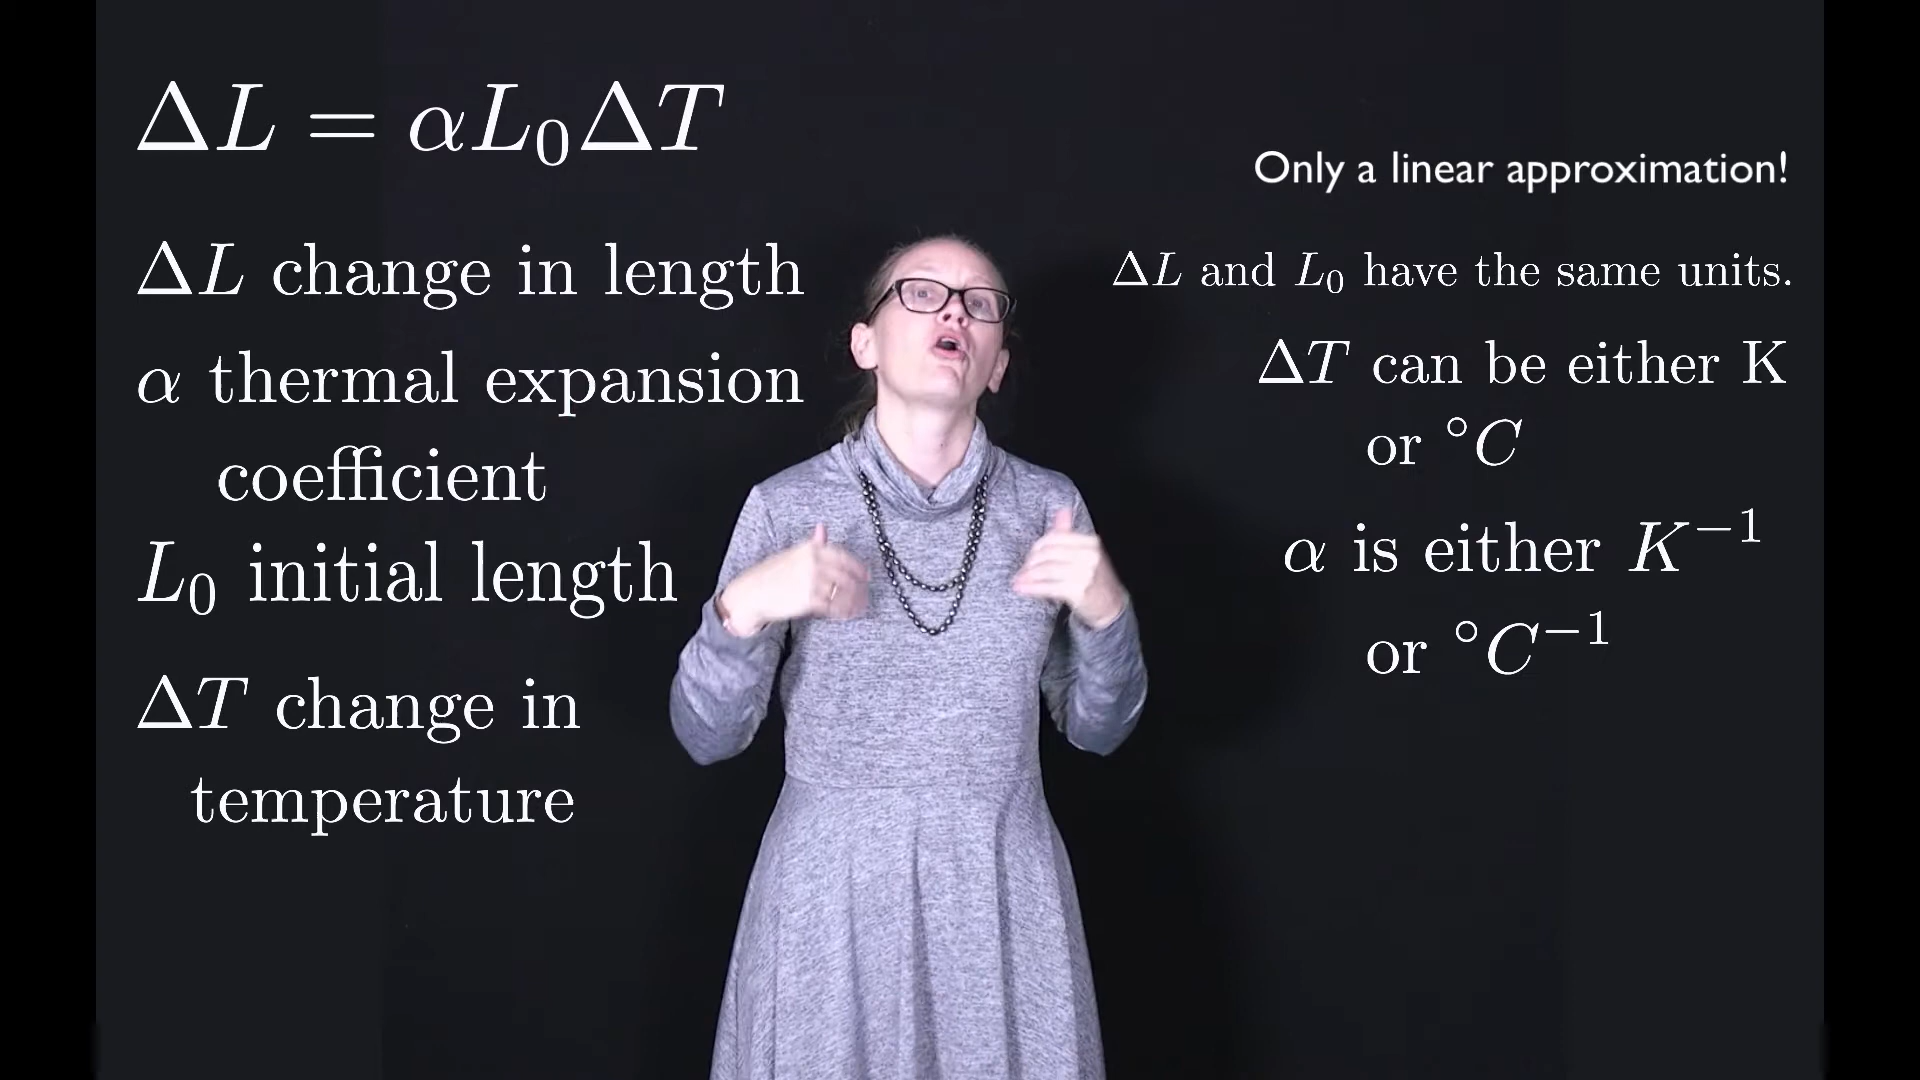 ΔL = αL₀ΔT
Only a linear approximation!
ΔL change in length
ΔL and L₀ have the same units.
α thermal expansion
coefficient
ΔT can be either K
or °C
L₀ initial length
α is either K⁻¹
or °C⁻¹
ΔT change in
temperature